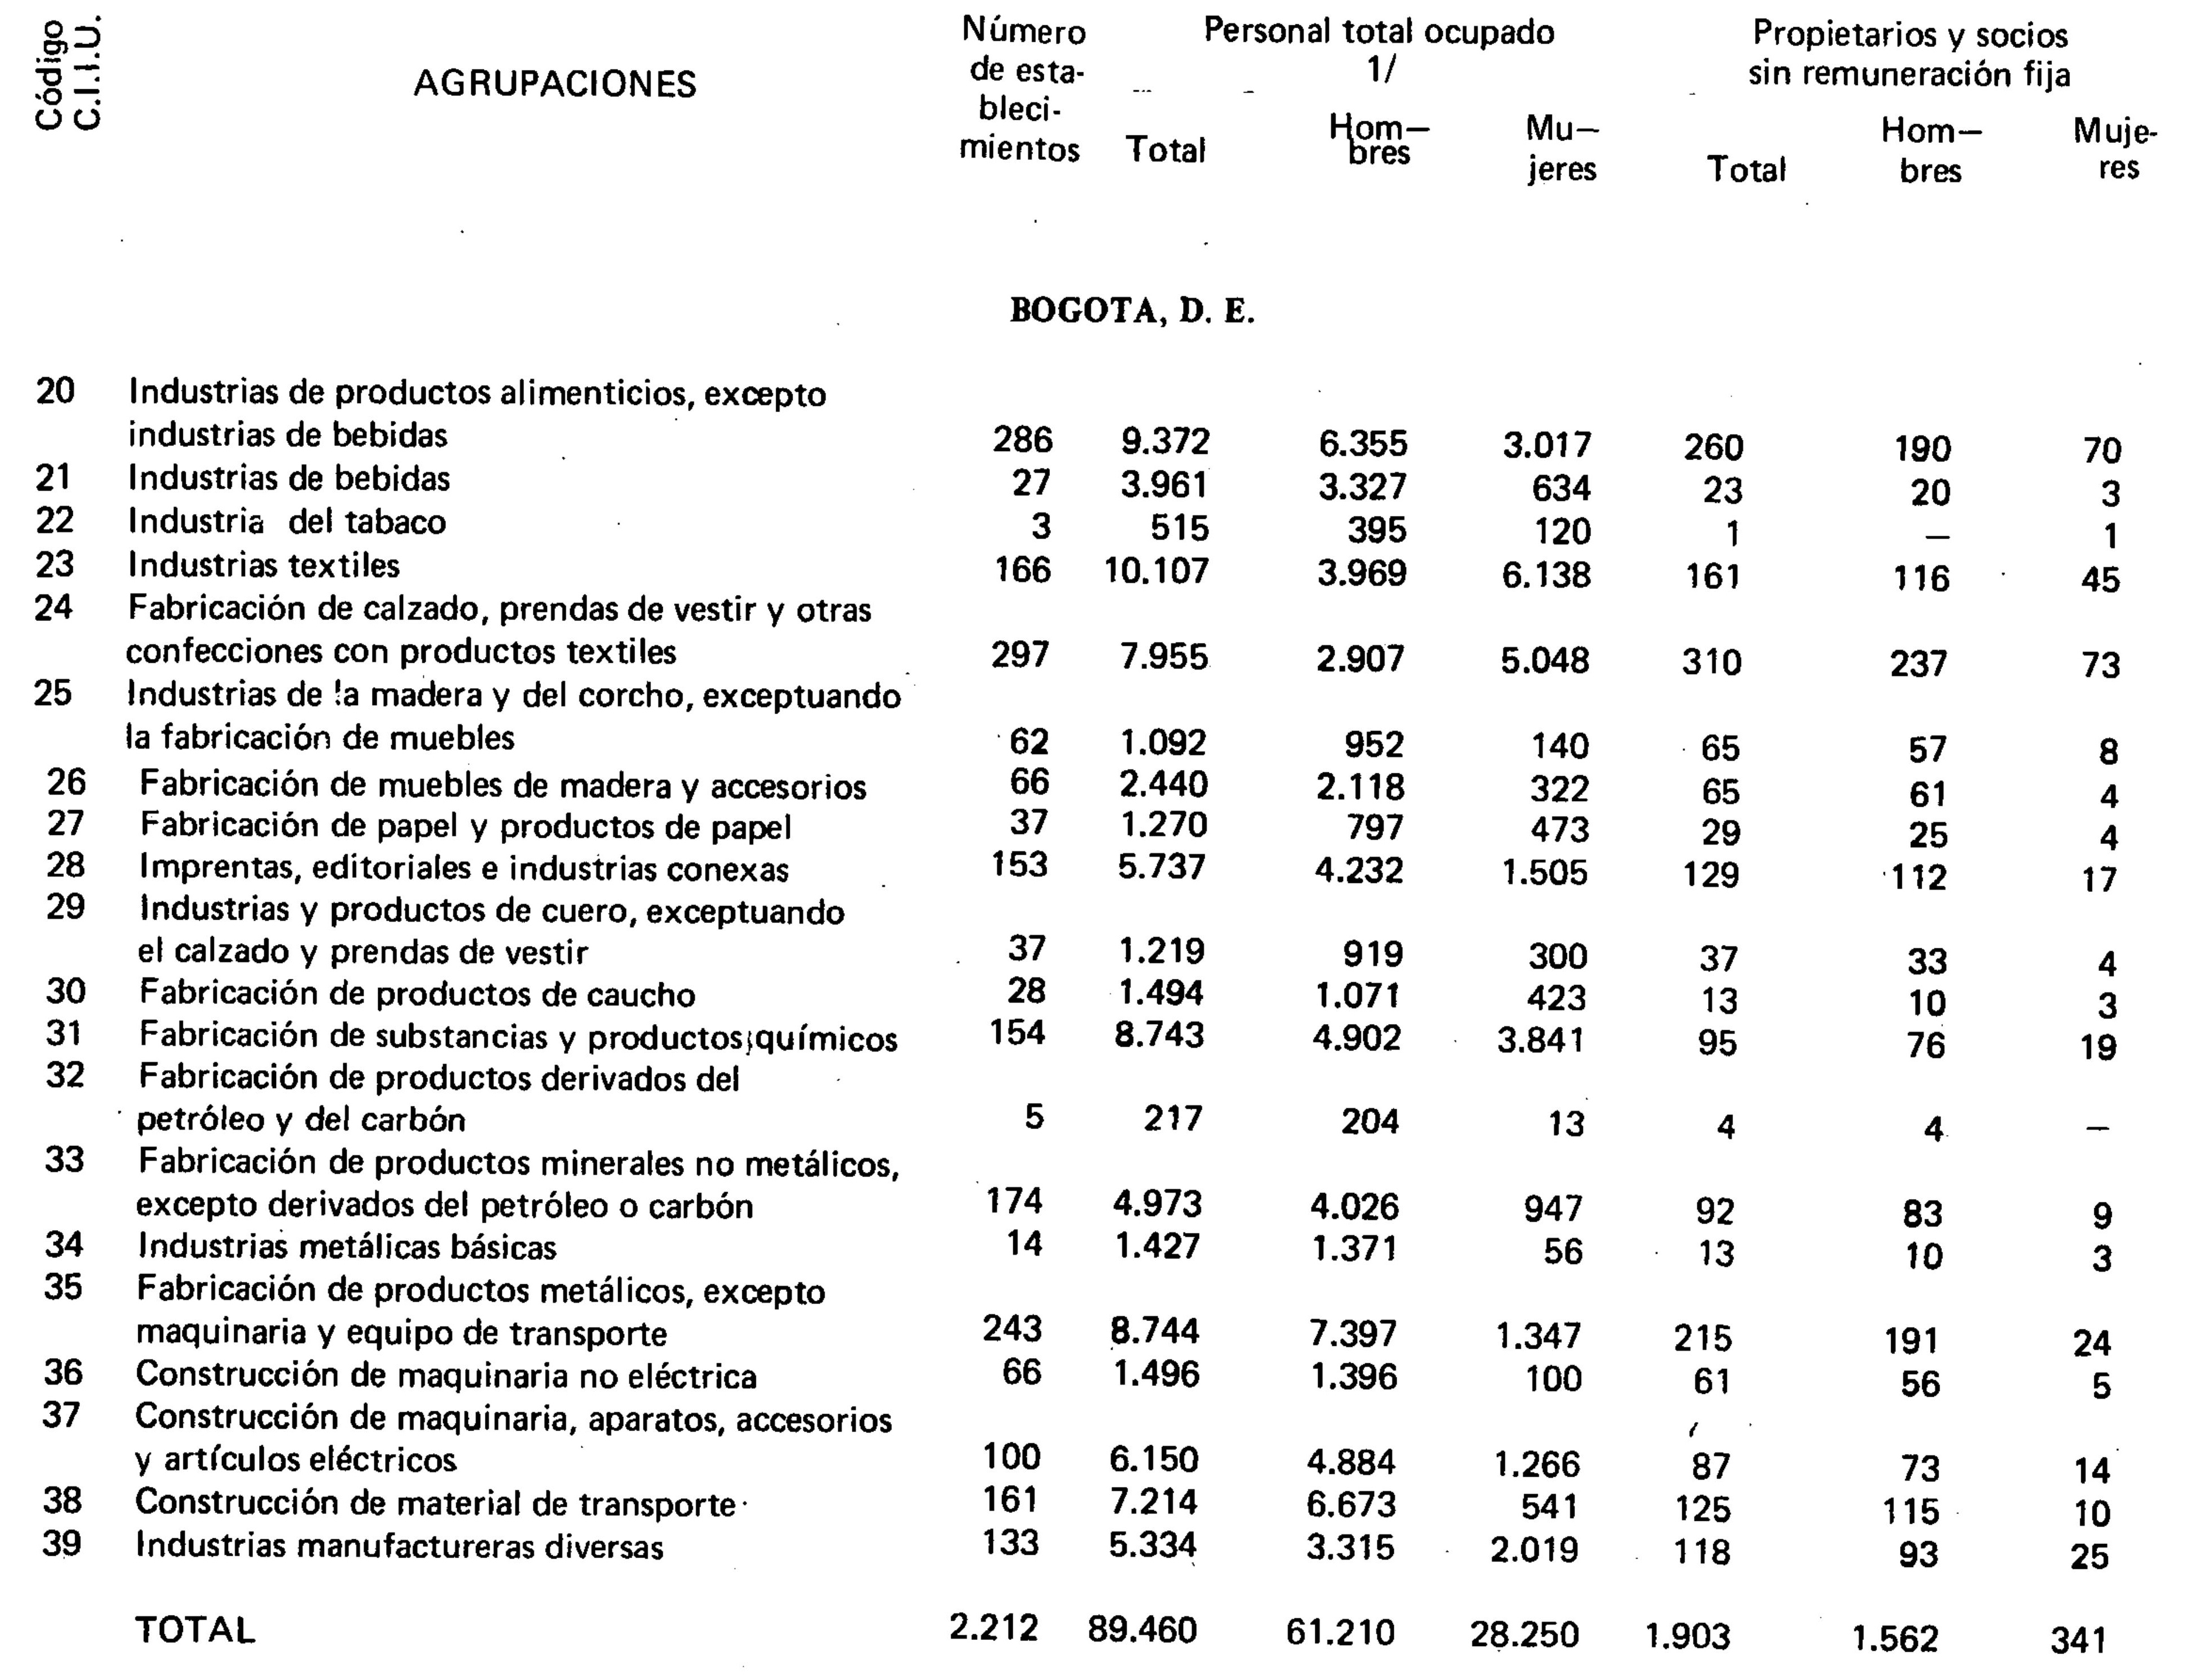 Código C.I.I.U. AGRUPACIONES Número de esta- bleci- mientos Personal total ocupado 1/ Propietarios y socios sin remuneración fija
Total Hom— bres Mu— jeres Total Hom— bres Muje- res
BOGOTA, D. E.
20 Industrias de productos alimenticios, excepto
industrias de bebidas 286 9.372 6.355 3.017 260 190 70
21 Industrias de bebidas 27 3.961 3.327 634 23 20 3
22 Industria del tabaco 3 515 395 120 1 — 1
23 Industrias textiles 166 10.107 3.969 6.138 161 116 45
24 Fabricación de calzado, prendas de vestir y otras
confecciones con productos textiles 297 7.955 2.907 5.048 310 237 73
25 Industrias de la madera y del corcho, exceptuando
la fabricación de muebles 62 1.092 952 140 65 57 8
26 Fabricación de muebles de madera y accesorios 66 2.440 2.118 322 65 61 4
27 Fabricación de papel y productos de papel 37 1.270 797 473 29 25 4
28 Imprentas, editoriales e industrias conexas 153 5.737 4.232 1.505 129 112 17
29 Industrias y productos de cuero, exceptuando
el calzado y prendas de vestir 37 1.219 919 300 37 33 4
30 Fabricación de productos de caucho 28 1.494 1.071 423 13 10 3
31 Fabricación de substancias y productos químicos 154 8.743 4.902 3.841 95 76 19
32 Fabricación de productos derivados del
petróleo y del carbón 5 217 204 13 4 4 —
33 Fabricación de productos minerales no metálicos,
excepto derivados del petróleo o carbón 174 4.973 4.026 947 92 83 9
34 Industrias metálicas básicas 14 1.427 1.371 56 13 10 3
35 Fabricación de productos metálicos, excepto
maquinaria y equipo de transporte 243 8.744 7.397 1.347 215 191 24
36 Construcción de maquinaria no eléctrica 66 1.496 1.396 100 61 56 5
37 Construcción de maquinaria, aparatos, accesorios
y artículos eléctricos 100 6.150 4.884 1.266 87 73 14
38 Construcción de material de transporte 161 7.214 6.673 541 125 115 10
39 Industrias manufactureras diversas 133 5.334 3.315 2.019 118 93 25
TOTAL 2.212 89.460 61.210 28.250 1.903 1.562 341